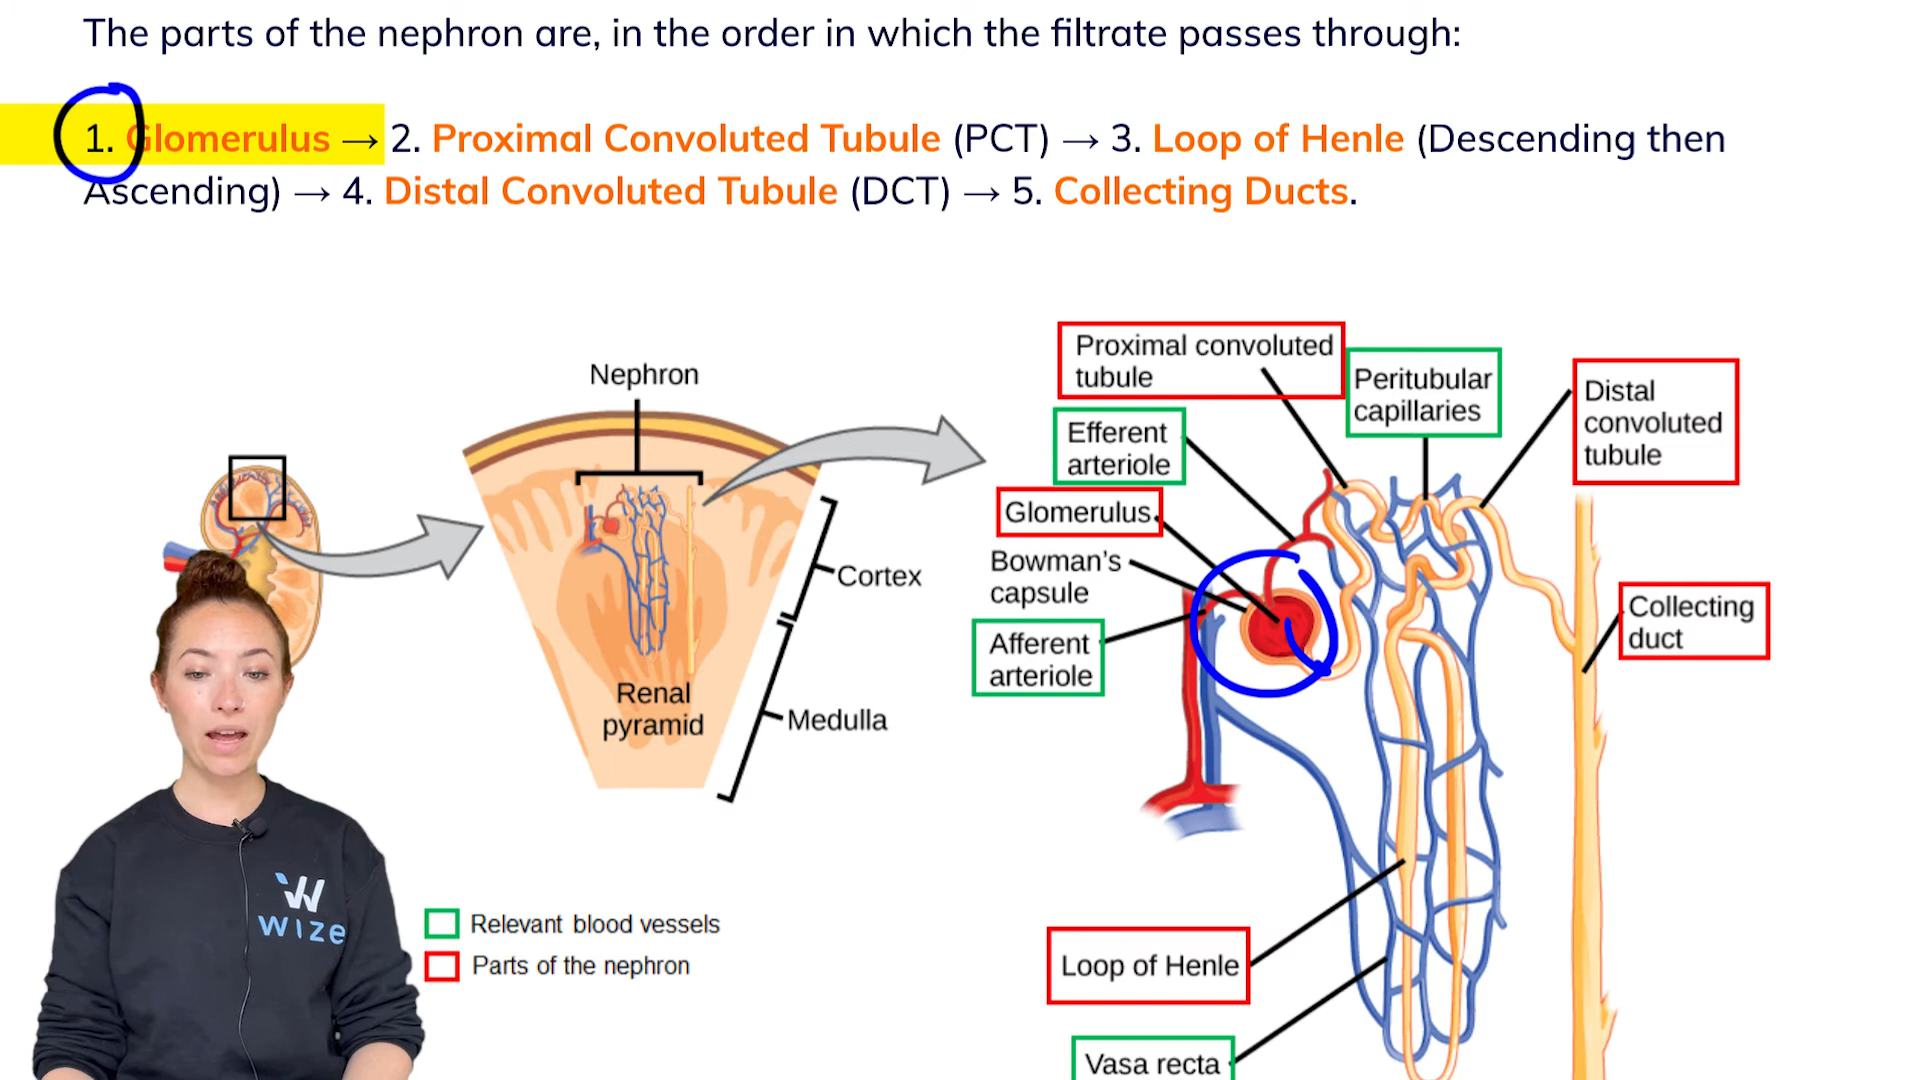 The parts of the nephron are, in the order in which the filtrate passes through:
1. Glomerulus → 2. Proximal Convoluted Tubule (PCT) → 3. Loop of Henle (Descending then
Ascending) → 4. Distal Convoluted Tubule (DCT) → 5. Collecting Ducts.
Nephron
Cortex
Medulla
Renal
pyramid
Proximal convoluted
tubule
Peritubular
capillaries
Distal
convoluted
tubule
Efferent
arteriole
Glomerulus
Bowman's
capsule
Afferent
arteriole
Collecting
duct
Loop of Henle
Vasa recta
Relevant blood vessels
Parts of the nephron
W
WIZE